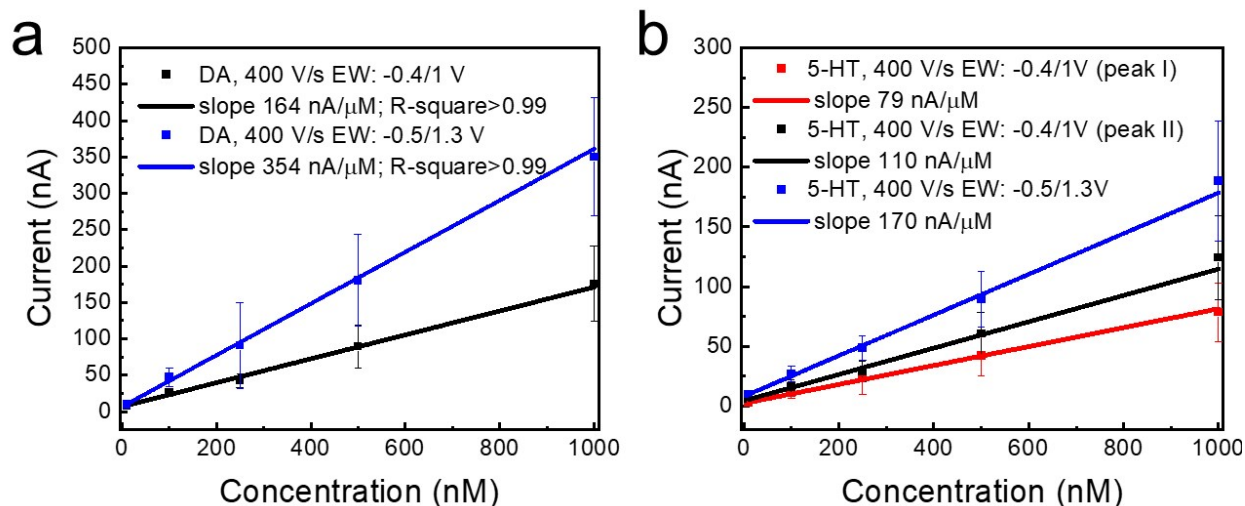 a
500
450
400
350
300
250
200
150
100
50
0
Current (nA)
DA, 400 V/s EW: -0.4/1 V
slope 164 nA/μM; R-square>0.99
DA, 400 V/s EW: -0.5/1.3 V
slope 354 nA/μM; R-square>0.99
0 200 400 600 800 1000
Concentration (nM)
b
300
250
200
150
100
50
0
Current (nA)
5-HT, 400 V/s EW: -0.4/1V (peak I)
slope 79 nA/μM
5-HT, 400 V/s EW: -0.4/1V (peak II)
slope 110 nA/μM
5-HT, 400 V/s EW: -0.5/1.3V
slope 170 nA/μM
0 200 400 600 800 1000
Concentration (nM)